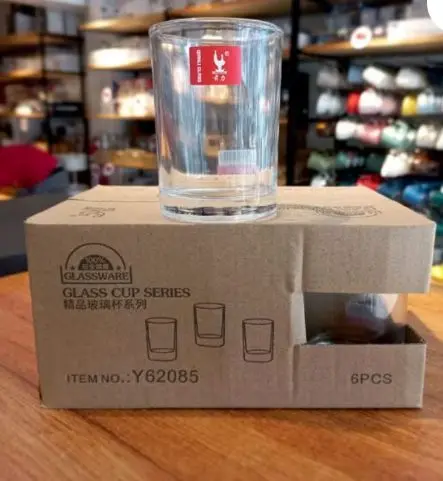 GLASSWARE
GLASS CUP SERIES
精品玻璃杯系列
ITEM NO.:Y62085
6PCS